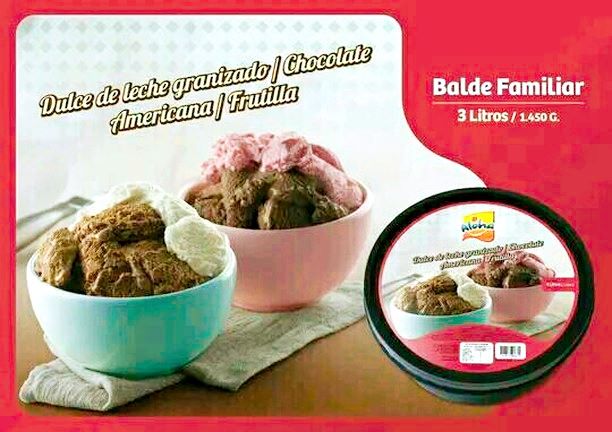 Dulce de leche granizado / Chocolate
Americana / Frutilla
Balde Familiar
3 Litros / 1.450 G.
Aloha
Dulce de leche granizado / Chocolate
Americana / Frutilla